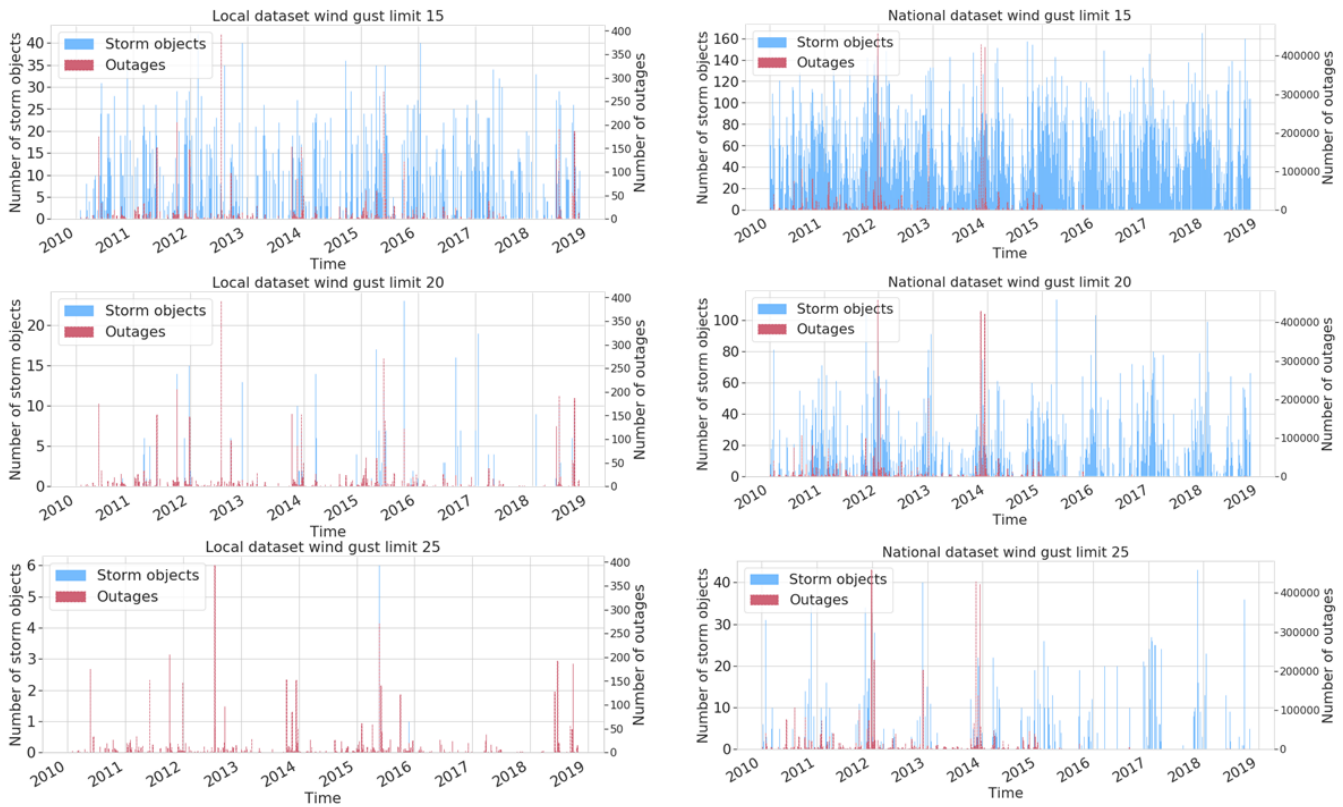 Local dataset wind gust limit 15
Number of storm objects
40
35
30
25
20
15
10
5
0
Storm objects
Outages
400
350
300
250
200
150
100
50
0
Number of outages
2010 2011 2012 2013 2014 2015 2016 2017 2018 2019
Time
National dataset wind gust limit 15
Number of storm objects
160
140
120
100
80
60
40
20
0
Storm objects
Outages
400000
300000
200000
100000
0
Number of outages
2010 2011 2012 2013 2014 2015 2016 2017 2018 2019
Time
Local dataset wind gust limit 20
Number of storm objects
20
15
10
5
0
Storm objects
Outages
400
350
300
250
200
150
100
50
0
Number of outages
2010 2011 2012 2013 2014 2015 2016 2017 2018 2019
Time
National dataset wind gust limit 20
Number of storm objects
100
80
60
40
20
0
Storm objects
Outages
400000
300000
200000
100000
0
Number of outages
2010 2011 2012 2013 2014 2015 2016 2017 2018 2019
Time
Local dataset wind gust limit 25
Number of storm objects
6
5
4
3
2
1
0
Storm objects
Outages
400
350
300
250
200
150
100
50
0
Number of outages
2010 2011 2012 2013 2014 2015 2016 2017 2018 2019
Time
National dataset wind gust limit 25
Number of storm objects
40
30
20
10
0
Storm objects
Outages
400000
300000
200000
100000
0
Number of outages
2010 2011 2012 2013 2014 2015 2016 2017 2018 2019
Time